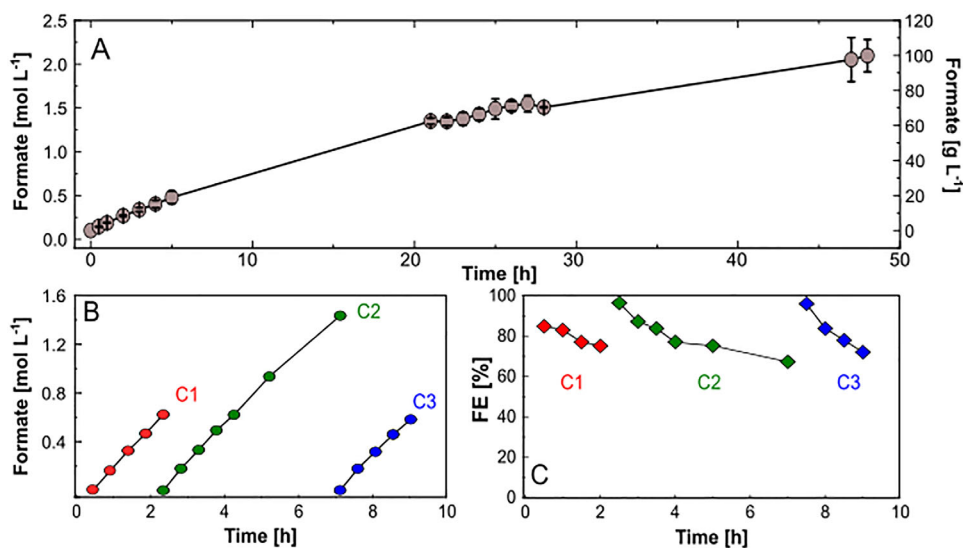 A
Formate [mol L⁻¹]
2.5
2.0
1.5
1.0
0.5
0.0
120
100
80
60
40
20
0
Formate [g L⁻¹]
0 10 20 30 40 50
Time [h]
B
Formate [mol L⁻¹]
1.6
1.2
0.8
0.4
C1
C2
C3
0 2 4 6 8 10
Time [h]
FE [%]
100
80
60
40
20
0
C1
C2
C3
C
0 2 4 6 8 10
Time [h]